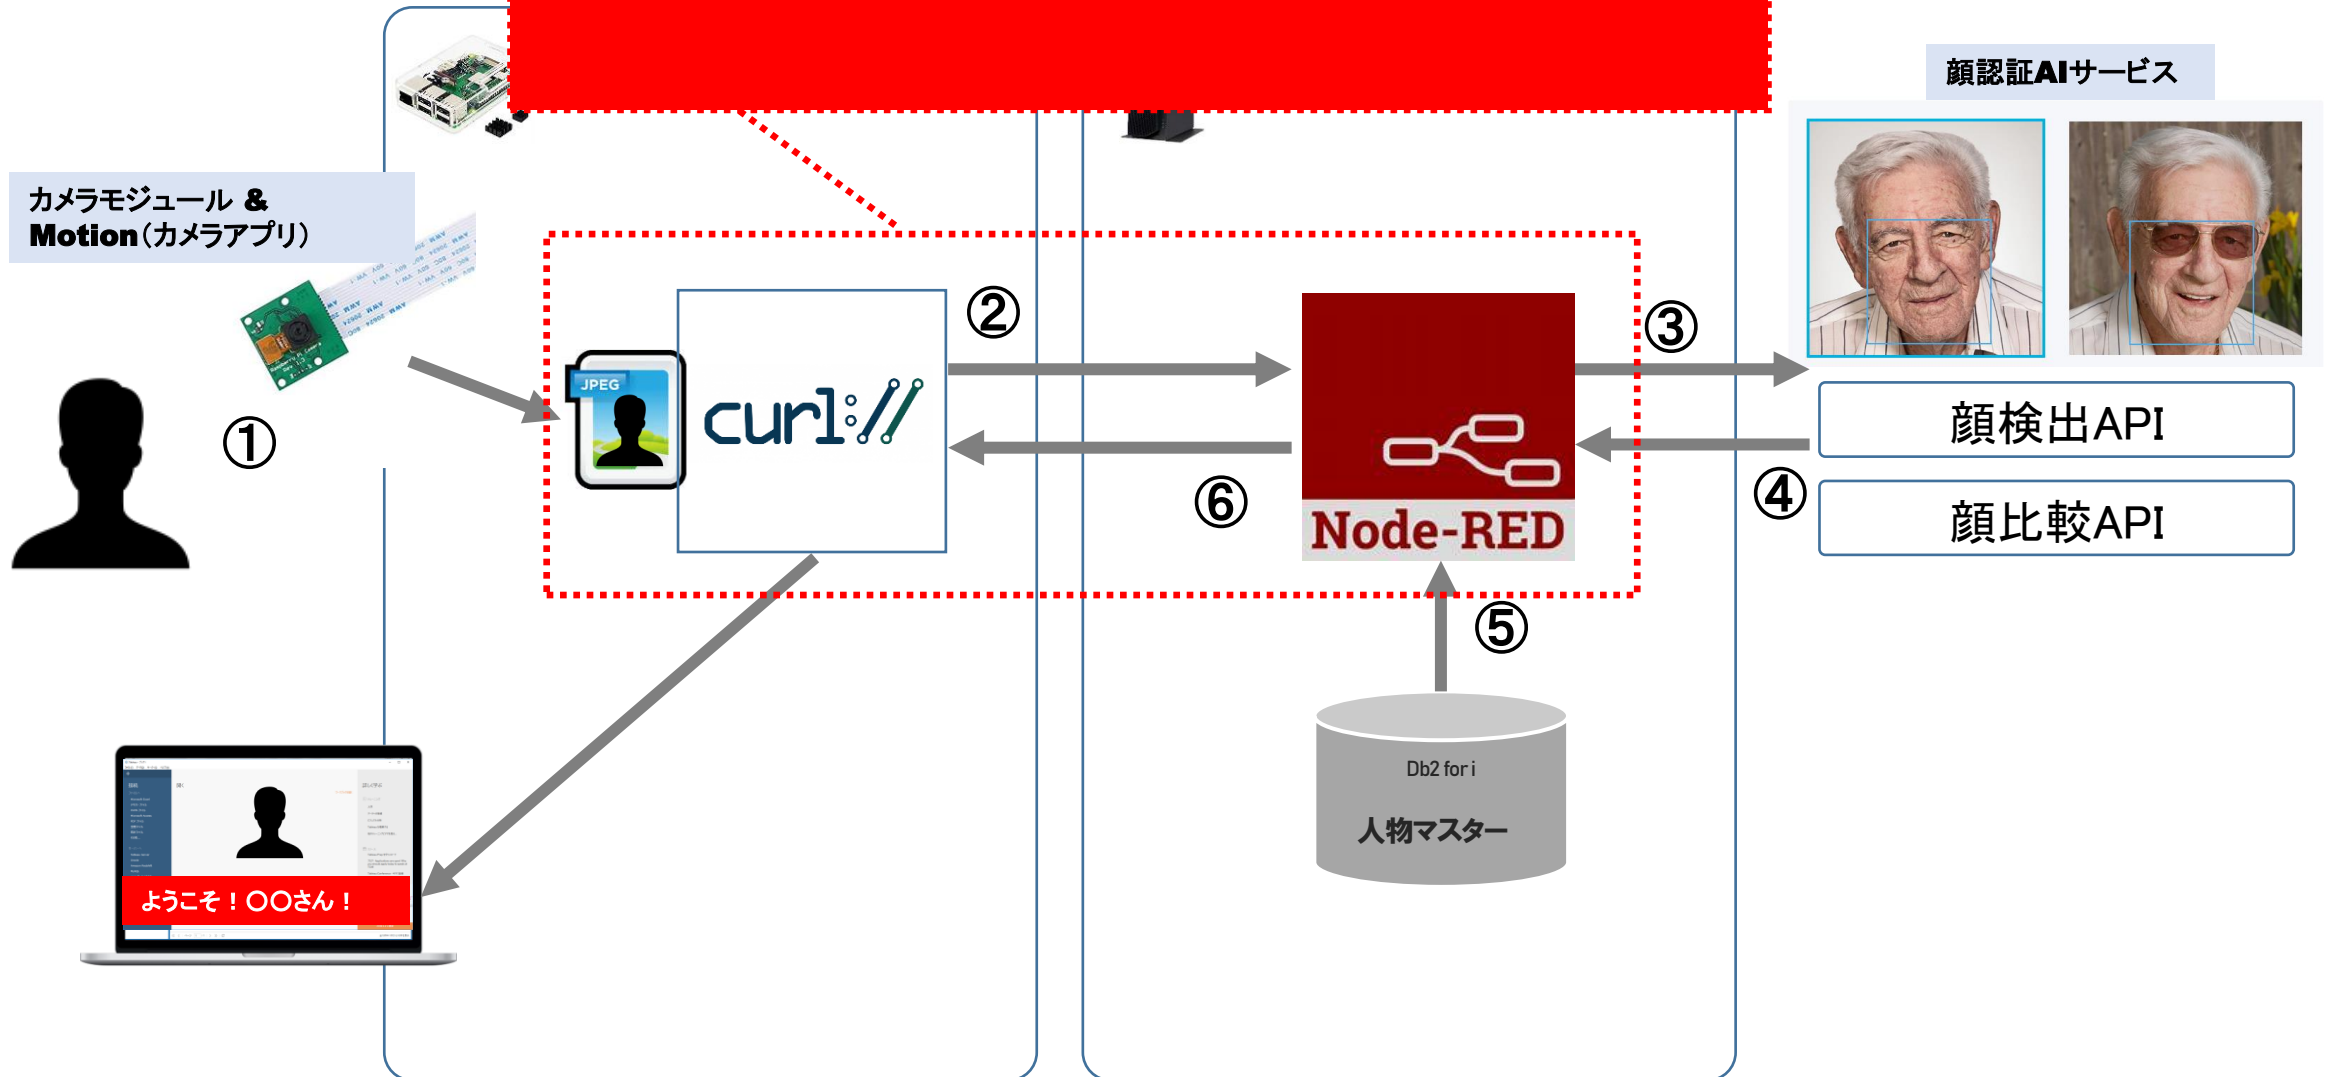 顔認証AIサービス
カメラモジュール &
Motion(カメラアプリ)
①
②
③
JPEG
curl://
顔検出API
④
⑥
顔比較API
Node-RED
⑤
Db2 for i
人物マスター
ようこそ！〇〇さん！